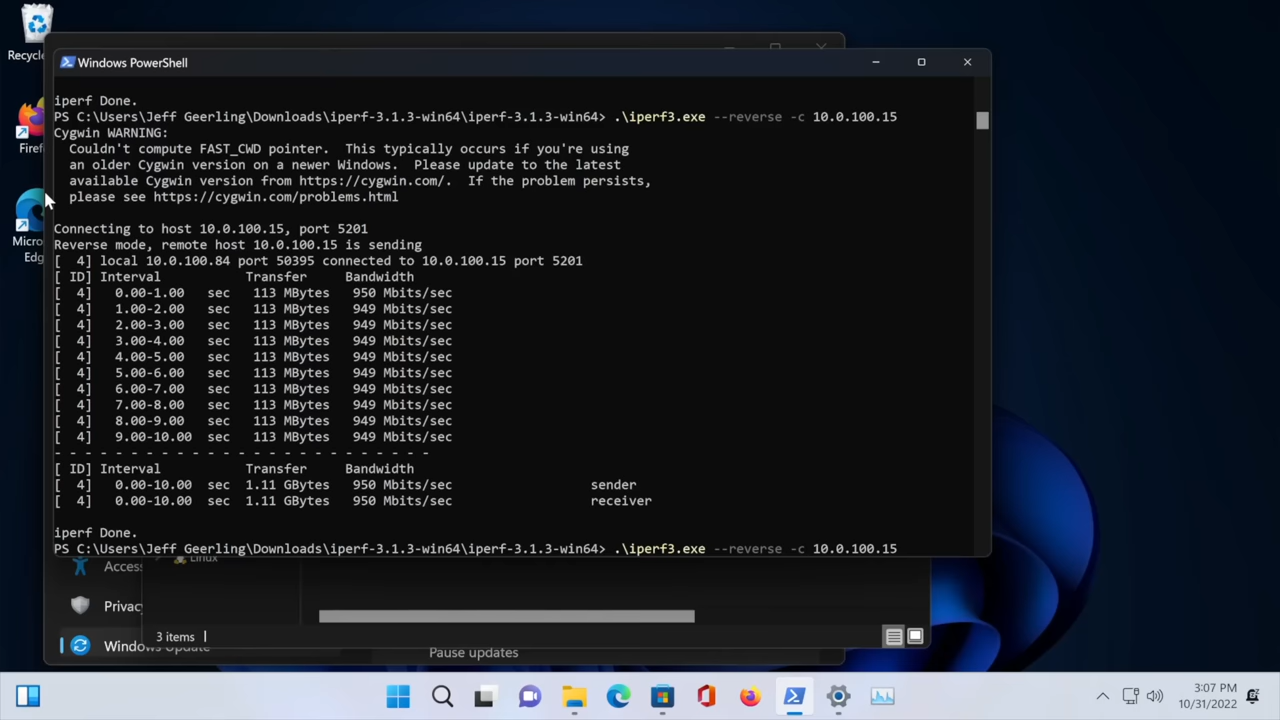 Recycle
Windows PowerShell
iperf Done.
PS C:\Users\Jeff Geerling\Downloads\iperf-3.1.3-win64\iperf-3.1.3-win64> .\iperf3.exe --reverse -c 10.0.100.15
Cygwin WARNING:
Couldn't compute FAST_CWD pointer.  This typically occurs if you're using
an older Cygwin version on a newer Windows.  Please update to the latest
available Cygwin version from https://cygwin.com/.  If the problem persists,
please see https://cygwin.com/problems.html
Firef
Connecting to host 10.0.100.15, port 5201
Micro
Edge
Reverse mode, remote host 10.0.100.15 is sending
[  4] local 10.0.100.84 port 50395 connected to 10.0.100.15 port 5201
[ ID] Interval           Transfer     Bandwidth
[  4]   0.00-1.00   sec   113 MBytes   950 Mbits/sec
[  4]   1.00-2.00   sec   113 MBytes   949 Mbits/sec
[  4]   2.00-3.00   sec   113 MBytes   949 Mbits/sec
[  4]   3.00-4.00   sec   113 MBytes   949 Mbits/sec
[  4]   4.00-5.00   sec   113 MBytes   949 Mbits/sec
[  4]   5.00-6.00   sec   113 MBytes   949 Mbits/sec
[  4]   6.00-7.00   sec   113 MBytes   949 Mbits/sec
[  4]   7.00-8.00   sec   113 MBytes   949 Mbits/sec
[  4]   8.00-9.00   sec   113 MBytes   949 Mbits/sec
[  4]   9.00-10.00  sec   113 MBytes   949 Mbits/sec
- - - - - - - - - - - - - - - - - - - - - - - - -
[ ID] Interval           Transfer     Bandwidth
[  4]   0.00-10.00  sec  1.11 GBytes   950 Mbits/sec                  sender
[  4]   0.00-10.00  sec  1.11 GBytes   950 Mbits/sec                  receiver
iperf Done.
PS C:\Users\Jeff Geerling\Downloads\iperf-3.1.3-win64\iperf-3.1.3-win64> .\iperf3.exe --reverse -c 10.0.100.15
Linux
Access
Privac
3 items
Windows Update
Pause updates
3:07 PM
10/31/2022